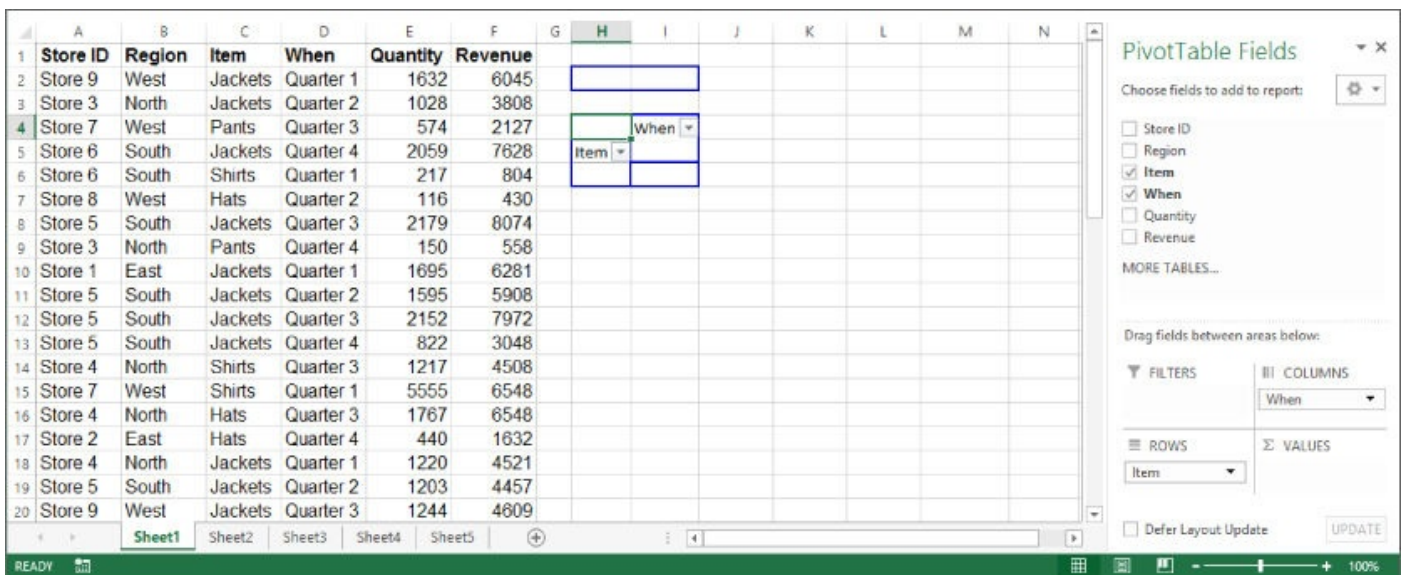 A B C D E F G H I J K L M N
1 Store ID Region Item When Quantity Revenue
2 Store 9 West Jackets Quarter 1 1632 6045
3 Store 3 North Jackets Quarter 2 1028 3808
4 Store 7 West Pants Quarter 3 574 2127 When
5 Store 6 South Jackets Quarter 4 2059 7628 Item
6 Store 6 South Shirts Quarter 1 217 804
7 Store 8 West Hats Quarter 2 116 430
8 Store 5 South Jackets Quarter 3 2179 8074
9 Store 3 North Pants Quarter 4 150 558
10 Store 1 East Jackets Quarter 1 1695 6281
11 Store 5 South Jackets Quarter 2 1595 5908
12 Store 5 South Jackets Quarter 3 2152 7972
13 Store 5 South Jackets Quarter 4 822 3048
14 Store 4 North Shirts Quarter 3 1217 4508
15 Store 7 West Shirts Quarter 1 5555 6548
16 Store 4 North Hats Quarter 3 1767 6548
17 Store 2 East Hats Quarter 4 440 1632
18 Store 4 North Jackets Quarter 1 1220 4521
19 Store 5 South Jackets Quarter 2 1203 4457
20 Store 9 West Jackets Quarter 3 1244 4609
Sheet1 Sheet2 Sheet3 Sheet4 Sheet5
PivotTable Fields
Choose fields to add to report:
Store ID
Region
Item
When
Quantity
Revenue
MORE TABLES...
Drag fields between areas below:
FILTERS COLUMNS
When
ROWS Σ VALUES
Item
Defer Layout Update UPDATE
READY 100%